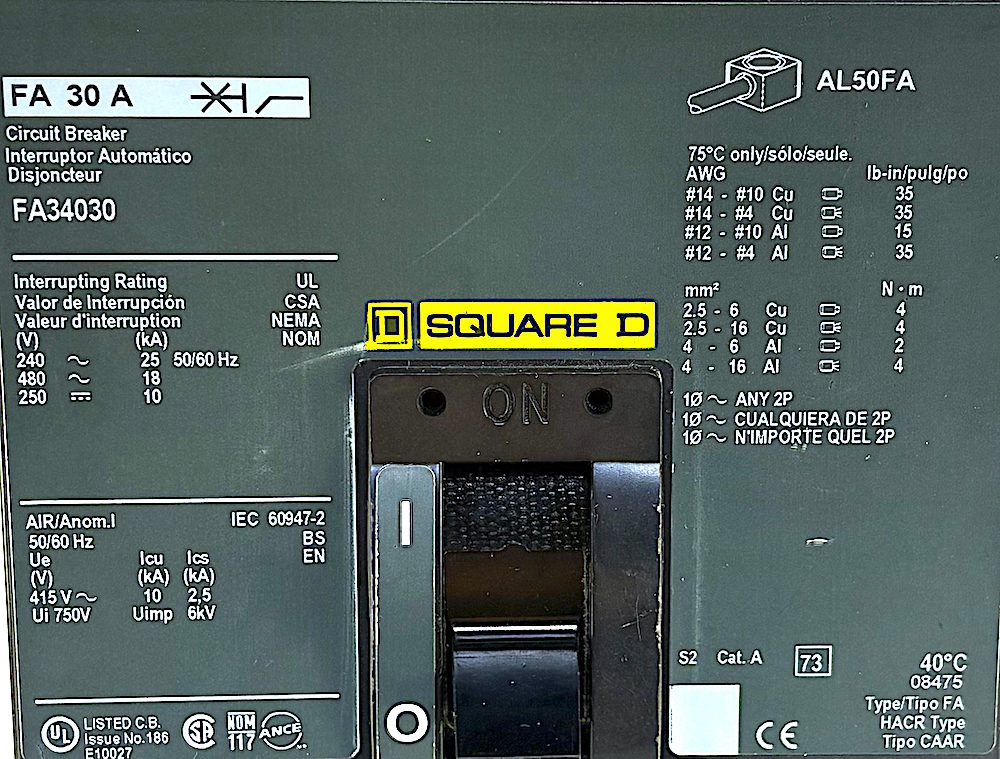 FA 30 A
Circuit Breaker
Interruptor Automático
Disjoncteur
FA34030
Interrupting Rating UL
Valor de Interrupción CSA
Valeur d'interruption NEMA
(V) (kA) NOM
240 ~ 25 50/60 Hz
480 ~ 18
250 ⎓ 10
AIR/Anom.I IEC 60947-2
50/60 Hz BS
Ue Icu Ics EN
(V) (kA) (kA)
415 V ~ 10 2,5
Ui 750V Uimp 6kV
UL LISTED C.B.
Issue No.186
E10027
SA
NOM
117
ANCE
SQUARE D
ON
I
O
AL50FA
75°C only/sólo/seule.
AWG lb-in/pulg/po
#14 - #10 Cu 35
#14 - #4 Cu 35
#12 - #10 Al 15
#12 - #4 Al 35
mm² N·m
2.5 - 6 Cu 4
2.5 - 16 Cu 4
4 - 6 Al 2
4 - 16 Al 4
1Ø ~ ANY 2P
1Ø ~ CUALQUIERA DE 2P
1Ø ~ N'IMPORTE QUEL 2P
S2 Cat. A 73 40°C
08475
Type/Tipo FA
HACR Type
Tipo CAAR
CE